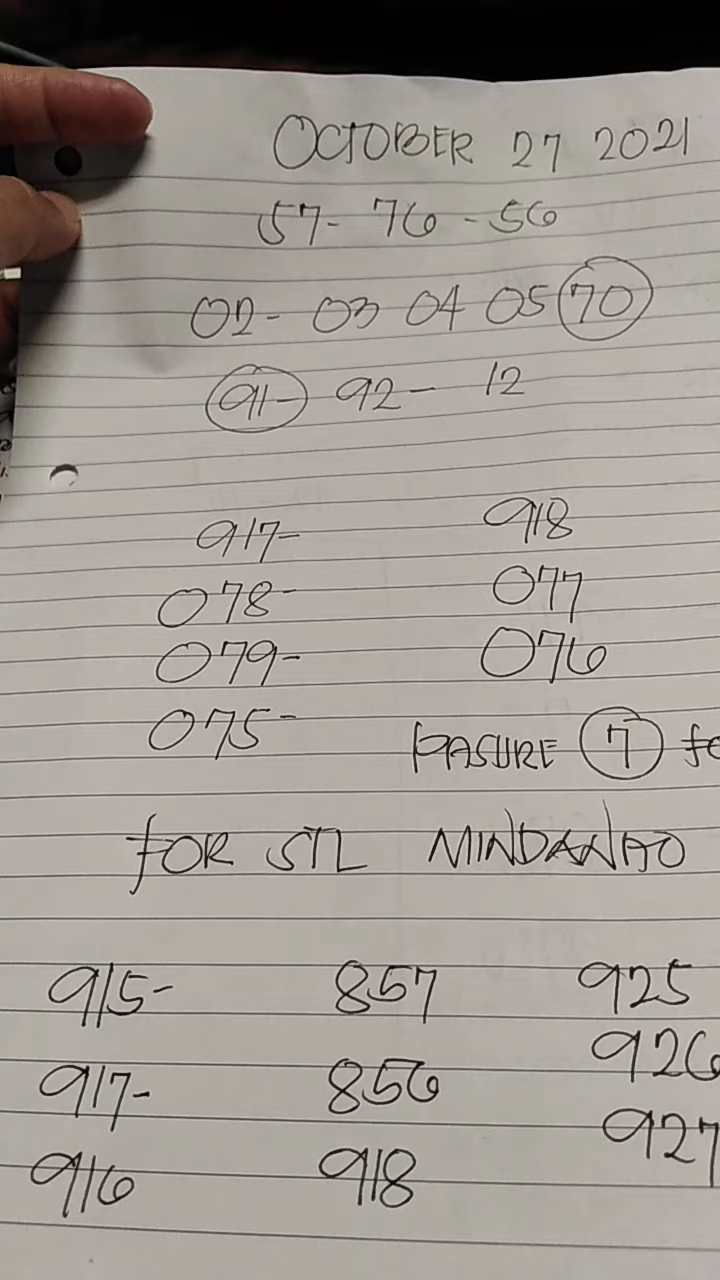 OCTOBER 27 2021
57- 76 - 56
02- 03 04 05 70
91- 92- 12
917- 918
078- 077
079- 076
075- PASURE 7 fo
FOR STL MINDANAO
915- 857 925
917- 856 926
916 918 927